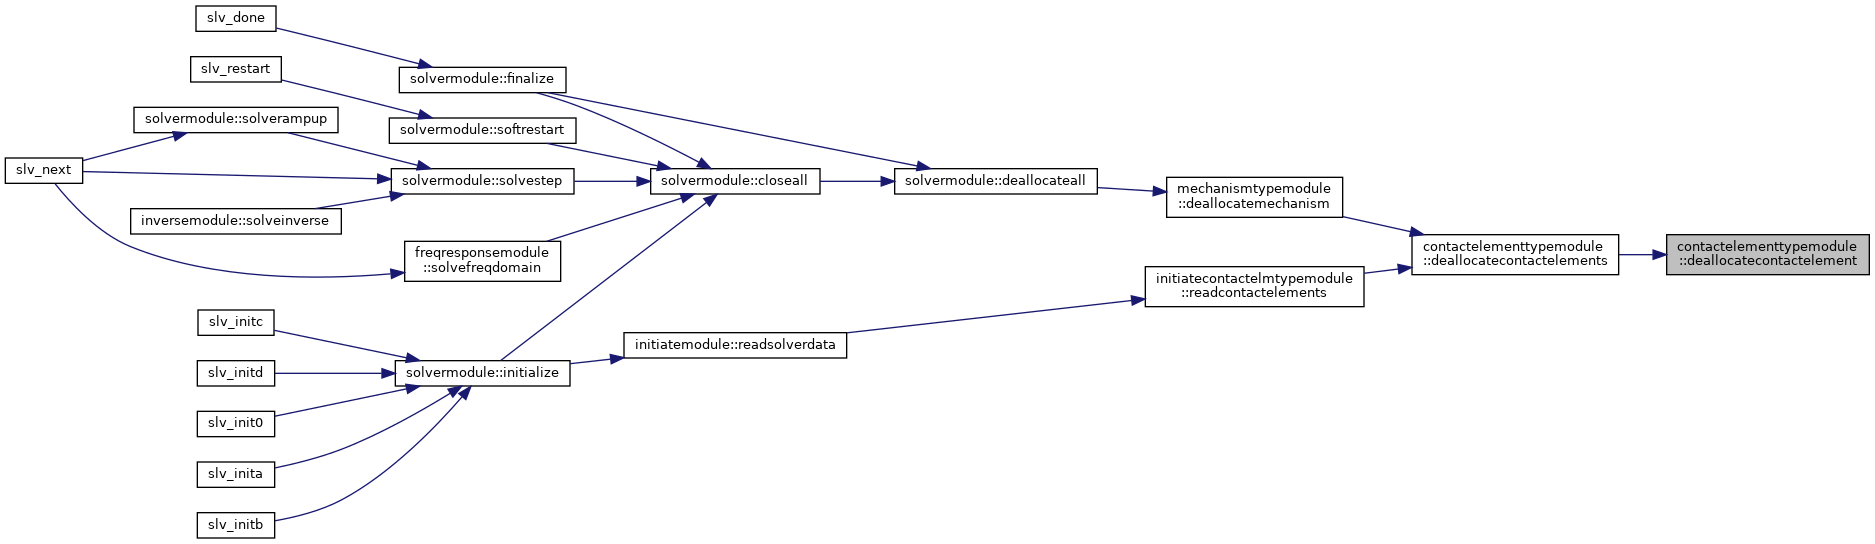 slv_done
slv_restart
solvermodule::finalize
solvermodule::solverampup
solvermodule::softrestart
slv_next
solvermodule::solvestep
solvermodule::closeall
solvermodule::deallocateall
mechanismtypemodule
::deallocatemechanism
inversemodule::solveinverse
freqresponsemodule
::solvefreqdomain
contactelementtypemodule
::deallocatecontactelements
contactelementtypemodule
::deallocatecontactelement
initiatecontactelmtypemodule
::readcontactelements
slv_initc
initiatemodule::readsolverdata
slv_initd
solvermodule::initialize
slv_init0
slv_inita
slv_initb